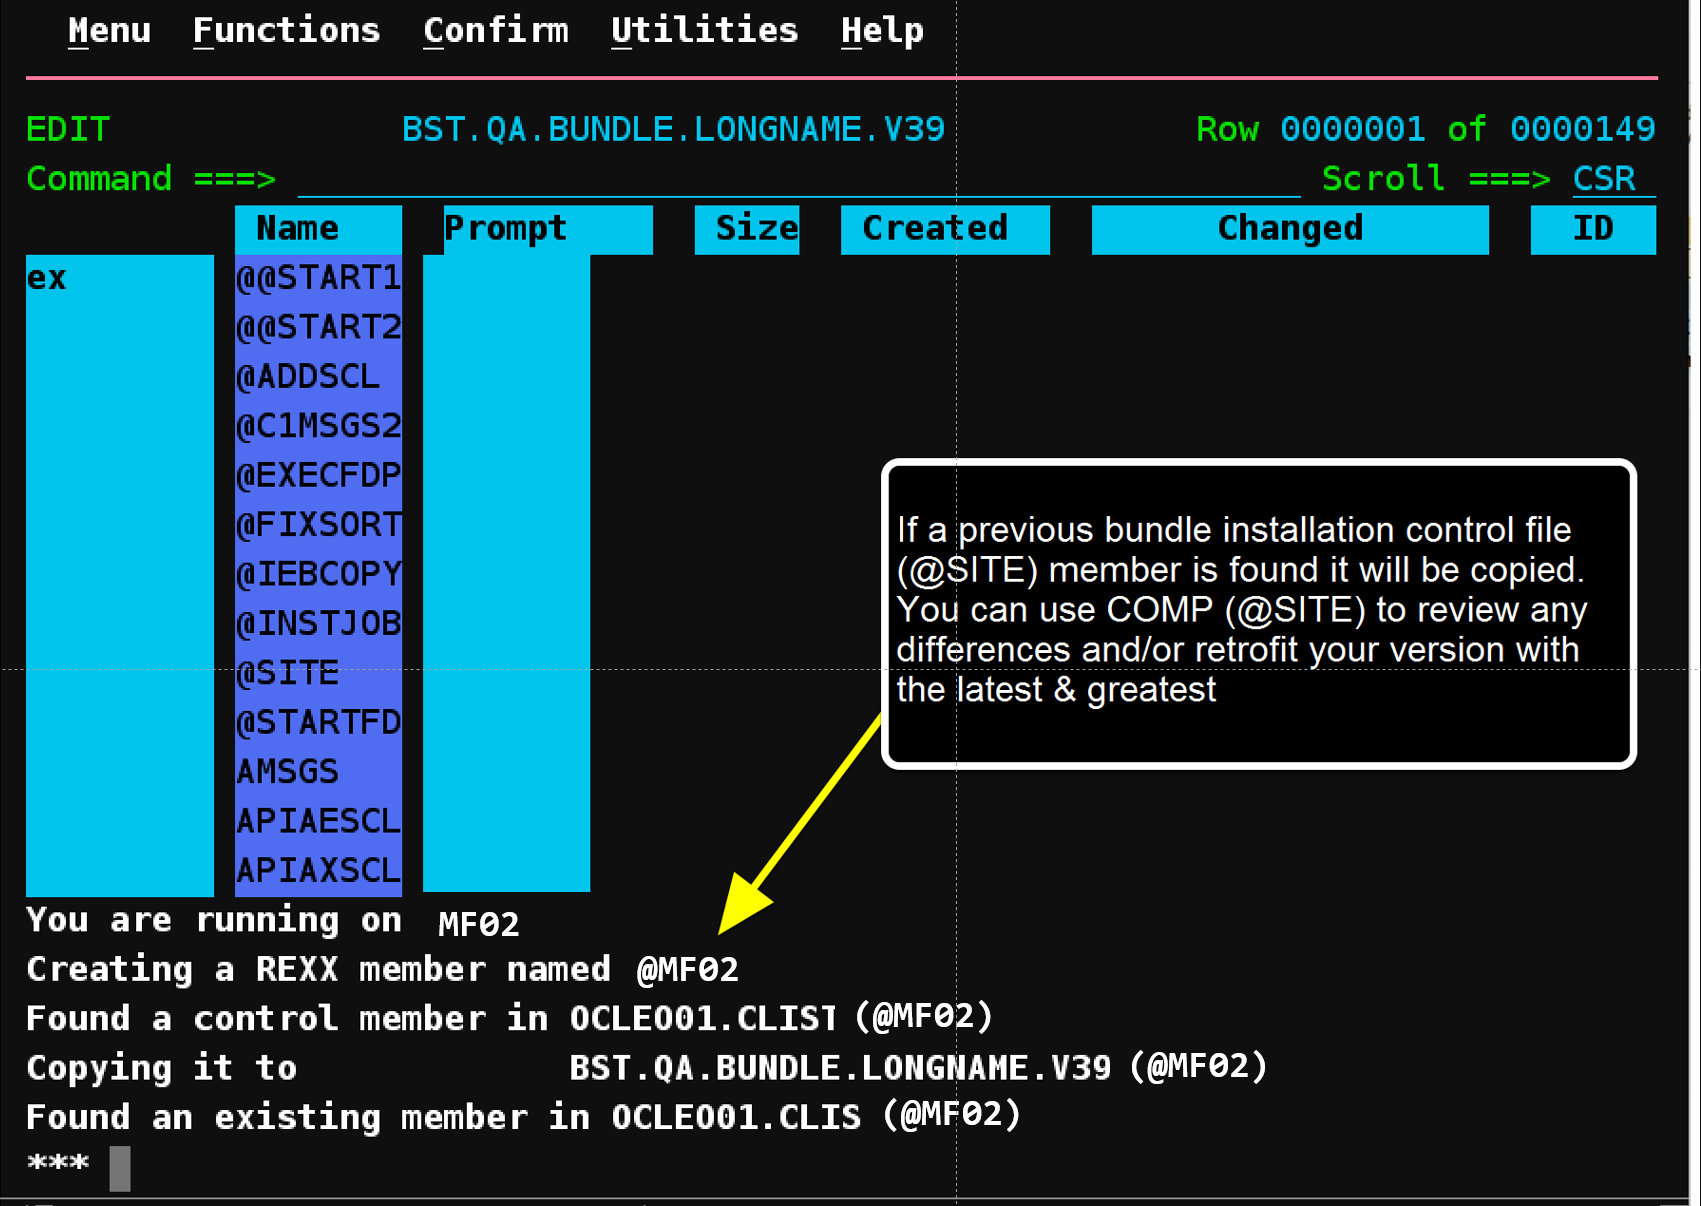 Menu Functions Confirm Utilities Help
EDIT BST.QA.BUNDLE.LONGNAME.V39 Row 0000001 of 0000149
Command ===> Scroll ===> CSR
Name Prompt Size Created Changed ID
ex @@START1
@@START2
@ADDSCL
@C1MSGS2
@EXECFDP
@FIXSORT
@IEBCOPY
@INSTJOB
@SITE
@STARTFD
AMSGS
APIAESCL
APIAXSCL
If a previous bundle installation control file
(@SITE) member is found it will be copied.
You can use COMP (@SITE) to review any
differences and/or retrofit your version with
the latest & greatest
You are running on MF02
Creating a REXX member named @MF02
Found a control member in OCLEO01.CLIST (@MF02)
Copying it to BST.QA.BUNDLE.LONGNAME.V39 (@MF02)
Found an existing member in OCLEO01.CLIS (@MF02)
***